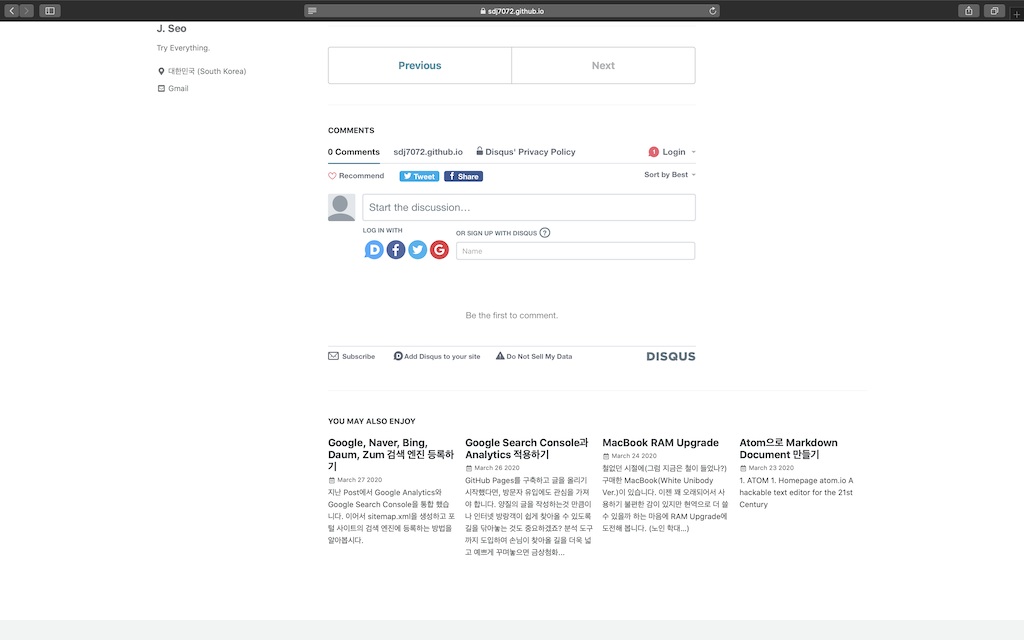 sdj7072.github.io
J. Seo
Try Everything.
대한민국 (South Korea)
Gmail
Previous
Next
COMMENTS
0 Comments
sdj7072.github.io
Disqus' Privacy Policy
1
Login
Recommend
Tweet
Share
Sort by Best
Start the discussion…
LOG IN WITH
OR SIGN UP WITH DISQUS ?
Name
Be the first to comment.
Subscribe
Add Disqus to your site
Do Not Sell My Data
DISQUS
YOU MAY ALSO ENJOY
Google, Naver, Bing,
Daum, Zum 검색 엔진 등록하
기
March 27 2020
지난 Post에서 Google Analytics와
Google Search Console을 통합 했습
니다. 이어서 sitemap.xml을 생성하고 포
털 사이트의 검색 엔진에 등록하는 방법을
알아봅시다.
Google Search Console과
Analytics 적용하기
March 26 2020
GitHub Pages를 구축하고 글을 올리기
시작했다면, 방문자 유입에도 관심을 가져
야 합니다. 양질의 글을 작성하는것 만큼이
나 인터넷 방랑객이 쉽게 찾아올 수 있도록
길을 닦아놓는 것도 중요하겠죠? 분석 도구
까지 도입하여 손님이 찾아올 길을 더욱 넓
고 예쁘게 꾸며놓으면 금상첨화...
MacBook RAM Upgrade
March 24 2020
철없던 시절에(그럼 지금은 철이 들었나?)
구매한 MacBook(White Unibody
Ver.)이 있습니다. 이젠 꽤 오래되어서 사
용하기 불편한 감이 있지만 현역으로 더 쓸
수 있을까 하는 마음에 RAM Upgrade에
도전해 봅니다. (노인 학대...)
Atom으로 Markdown
Document 만들기
March 23 2020
1. ATOM 1. Homepage atom.io A
hackable text editor for the 21st
Century